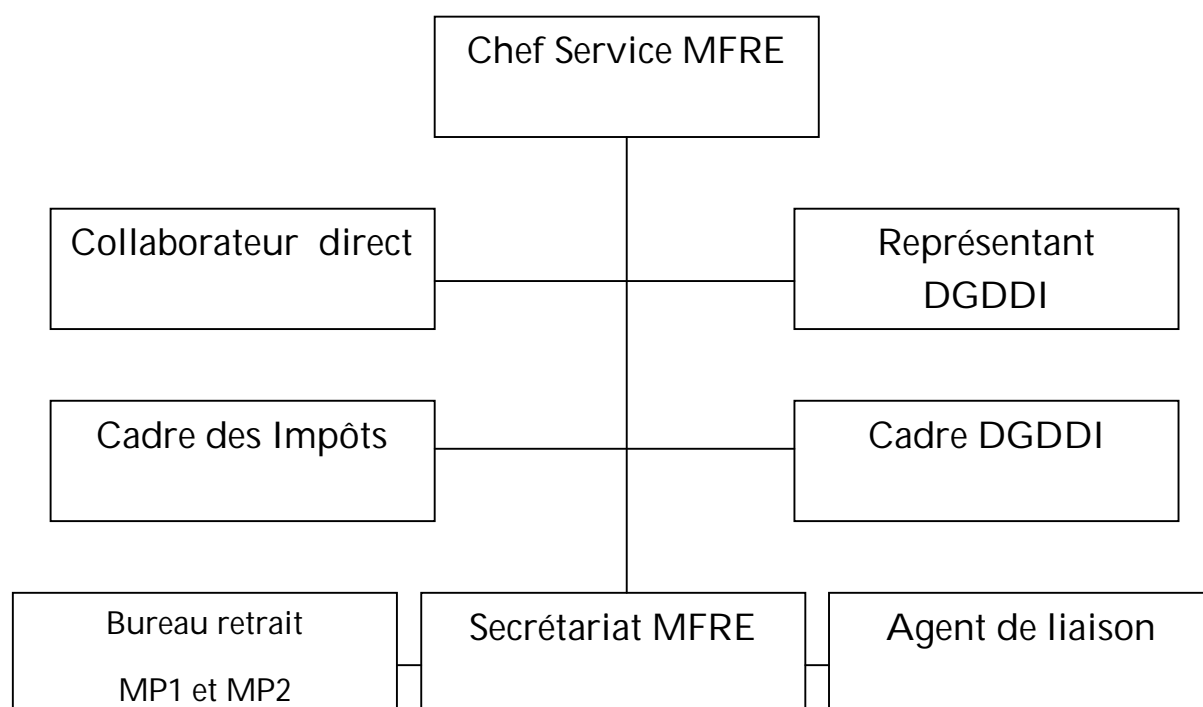 Chef Service MFRE
Collaborateur direct
Représentant
DGDDI
Cadre des Impôts
Cadre DGDDI
Bureau retrait
MP1 et MP2
Secrétariat MFRE
Agent de liaison